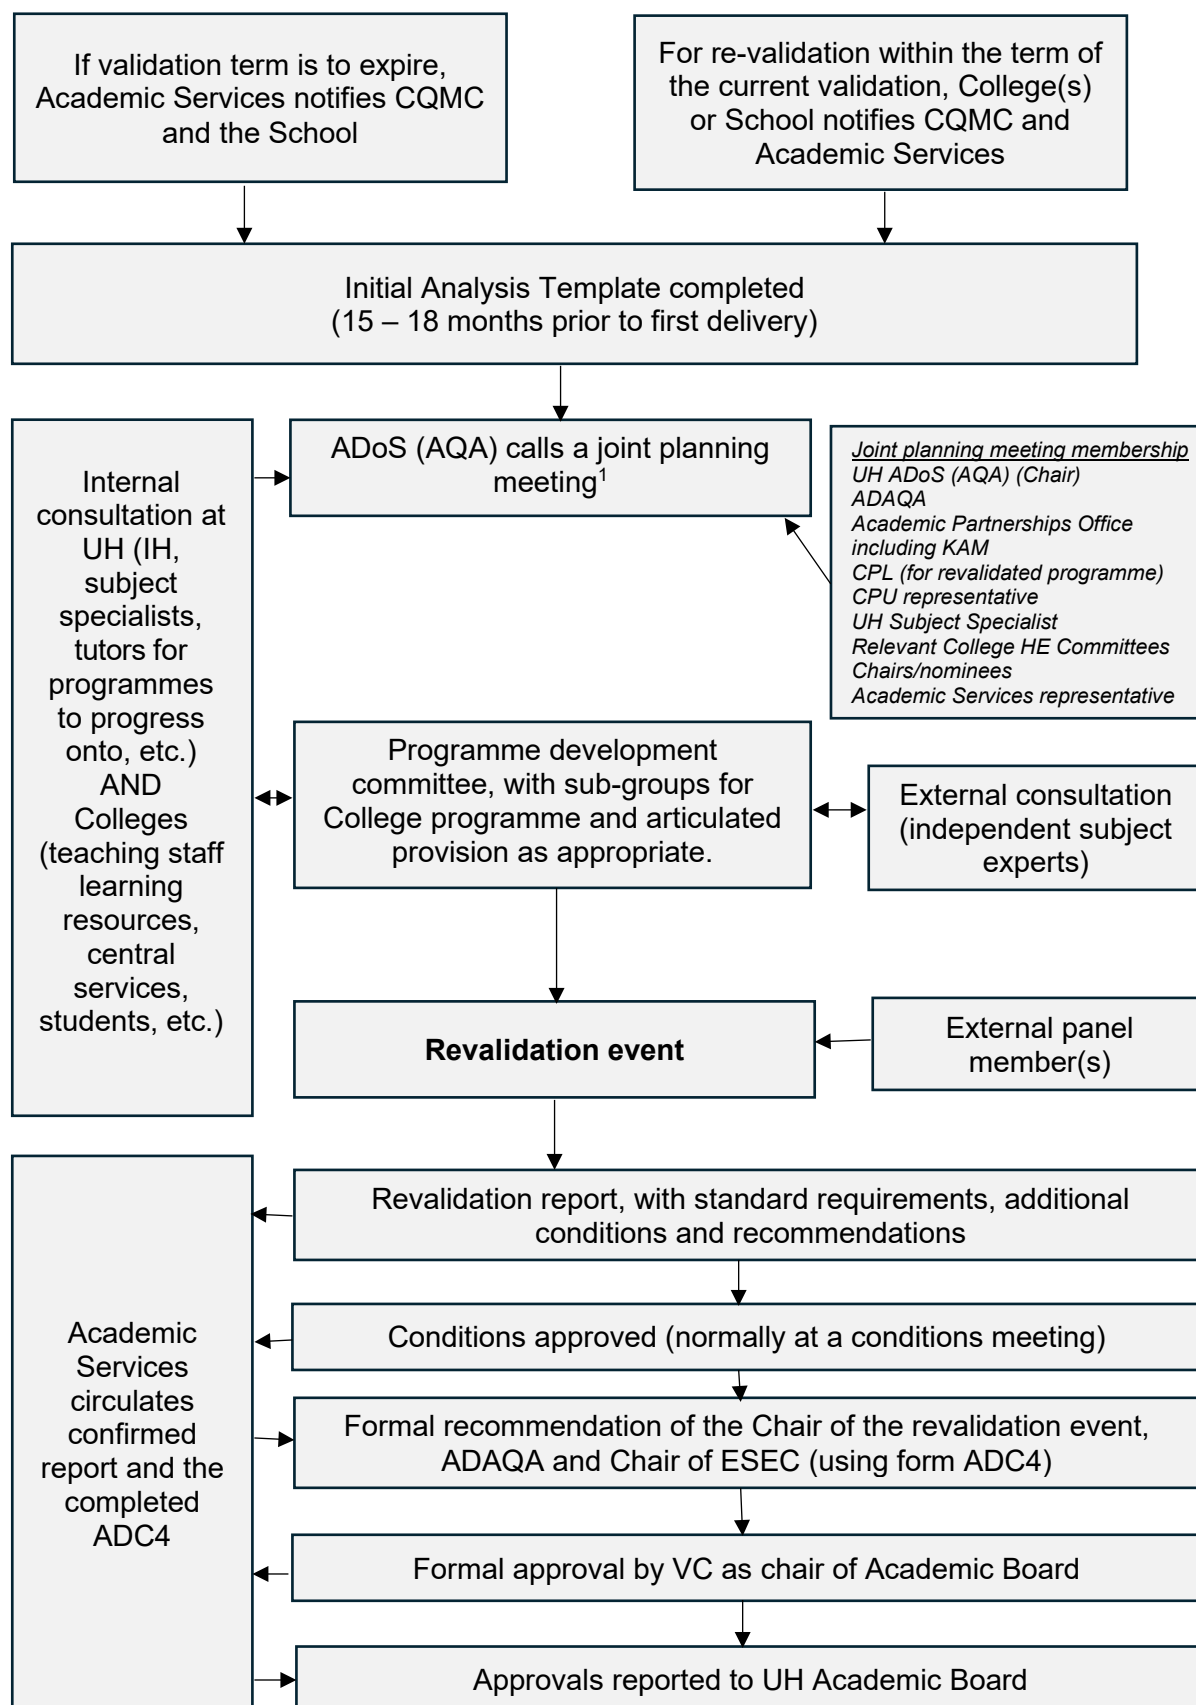 If validation term is to expire,
Academic Services notifies CQMC
and the School
For re-validation within the term of
the current validation, College(s)
or School notifies CQMC and
Academic Services
Initial Analysis Template completed
(15 – 18 months prior to first delivery)
Internal
consultation at
UH (IH,
subject
specialists,
tutors for
programmes
to progress
onto, etc.)
AND
Colleges
(teaching staff
learning
resources,
central
services,
students, etc.)
ADoS (AQA) calls a joint planning
meeting¹
Joint planning meeting membership
UH ADoS (AQA) (Chair)
ADAQA
Academic Partnerships Office
including KAM
CPL (for revalidated programme)
CPU representative
UH Subject Specialist
Relevant College HE Committees
Chairs/nominees
Academic Services representative
Programme development
committee, with sub-groups for
College programme and articulated
provision as appropriate.
External consultation
(independent subject
experts)
Revalidation event
External panel
member(s)
Academic
Services
circulates
confirmed
report and the
completed
ADC4
Revalidation report, with standard requirements, additional
conditions and recommendations
Conditions approved (normally at a conditions meeting)
Formal recommendation of the Chair of the revalidation event,
ADAQA and Chair of ESEC (using form ADC4)
Formal approval by VC as chair of Academic Board
Approvals reported to UH Academic Board